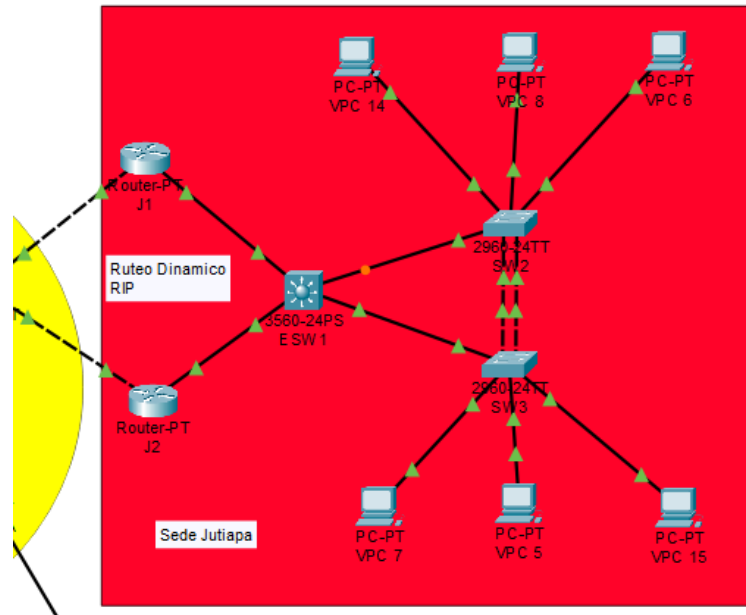 PC-PT
VPC 14
PC-PT
VPC 8
PC-PT
VPC 6
Router-PT
J1
2960-24TT
SW2
Ruteo Dinamico
RIP
3560-24PS
ESW1
2960-24TT
SW3
Router-PT
J2
Sede Jutiapa
PC-PT
VPC 7
PC-PT
VPC 5
PC-PT
VPC 15